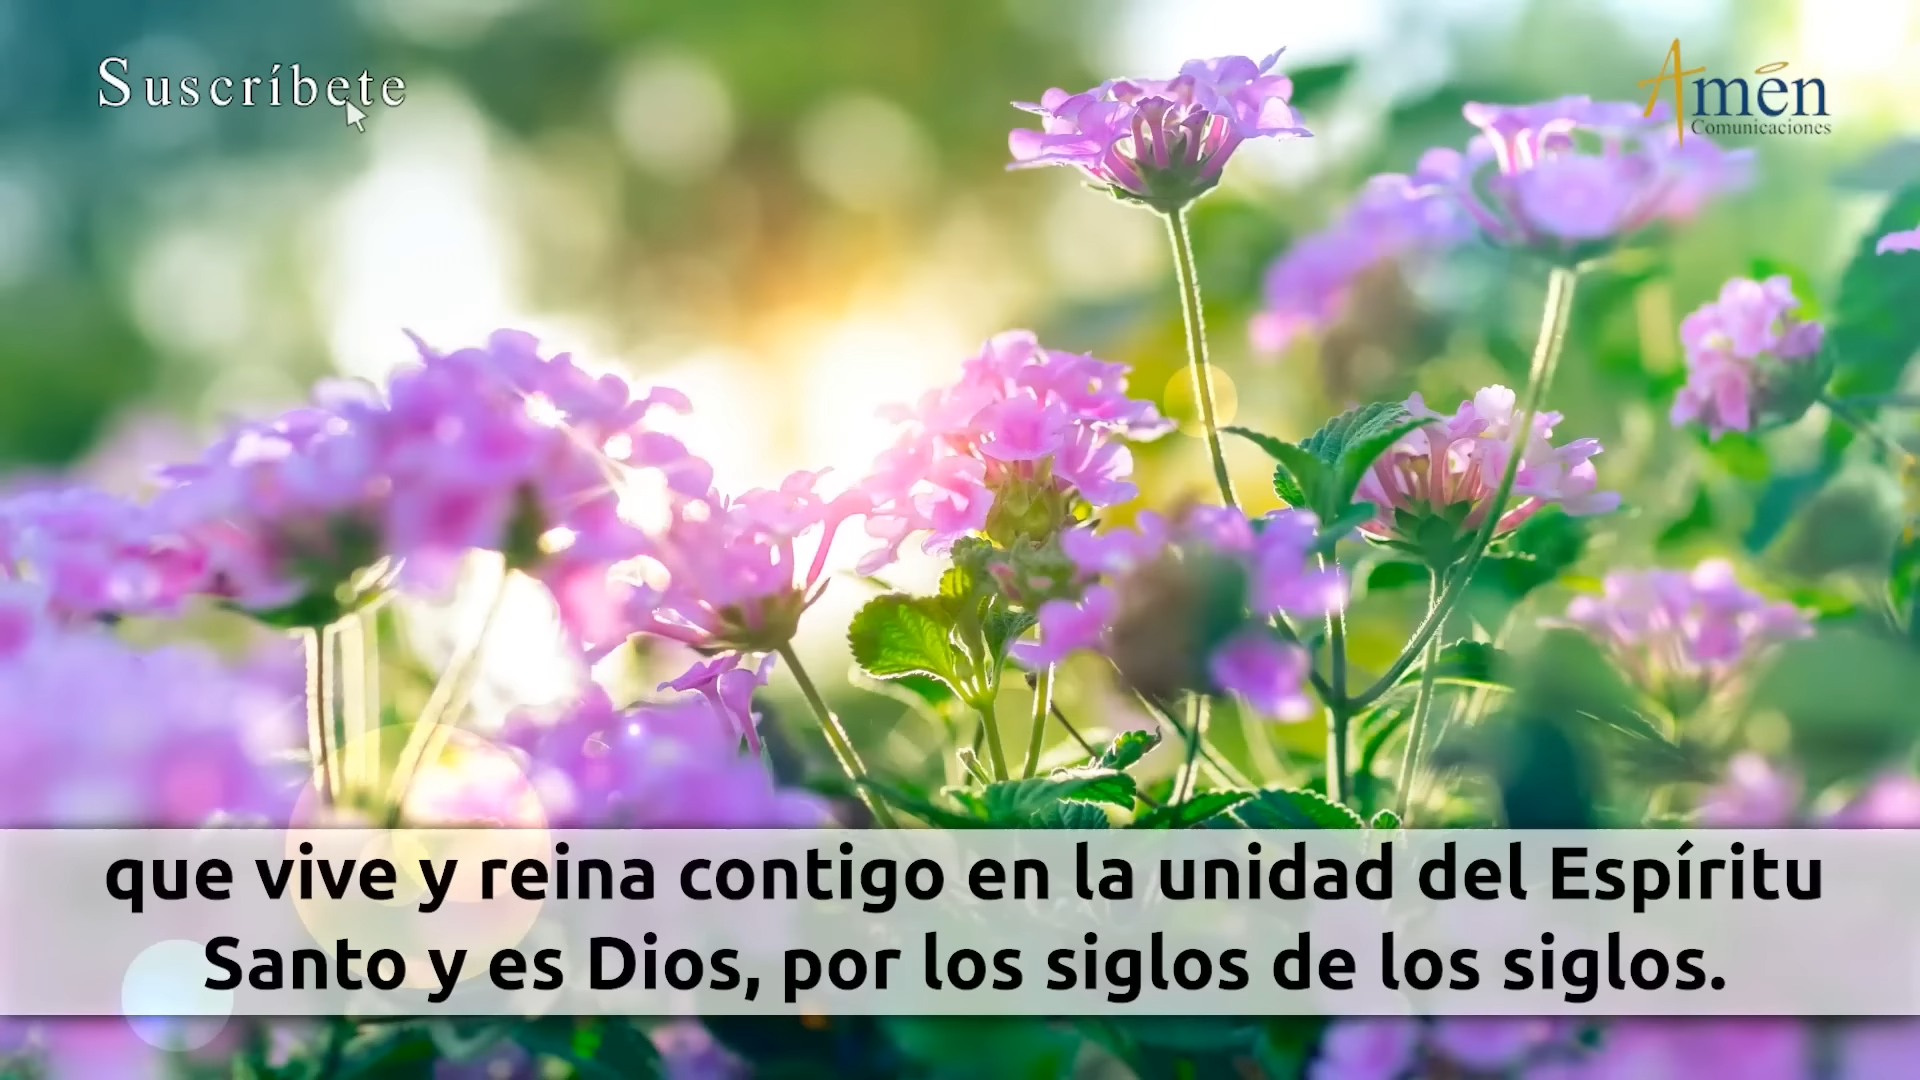 Suscríbete
Amén
Comunicaciones
que vive y reina contigo en la unidad del Espíritu
Santo y es Dios, por los siglos de los siglos.